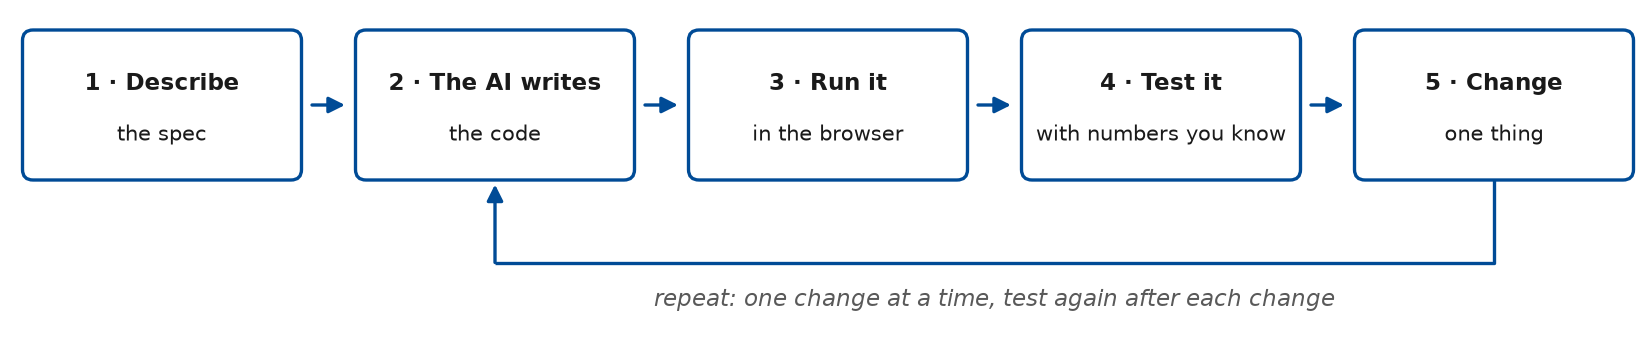 1 · Describe
the spec
2 · The AI writes
the code
3 · Run it
in the browser
4 · Test it
with numbers you know
5 · Change
one thing
repeat: one change at a time, test again after each change